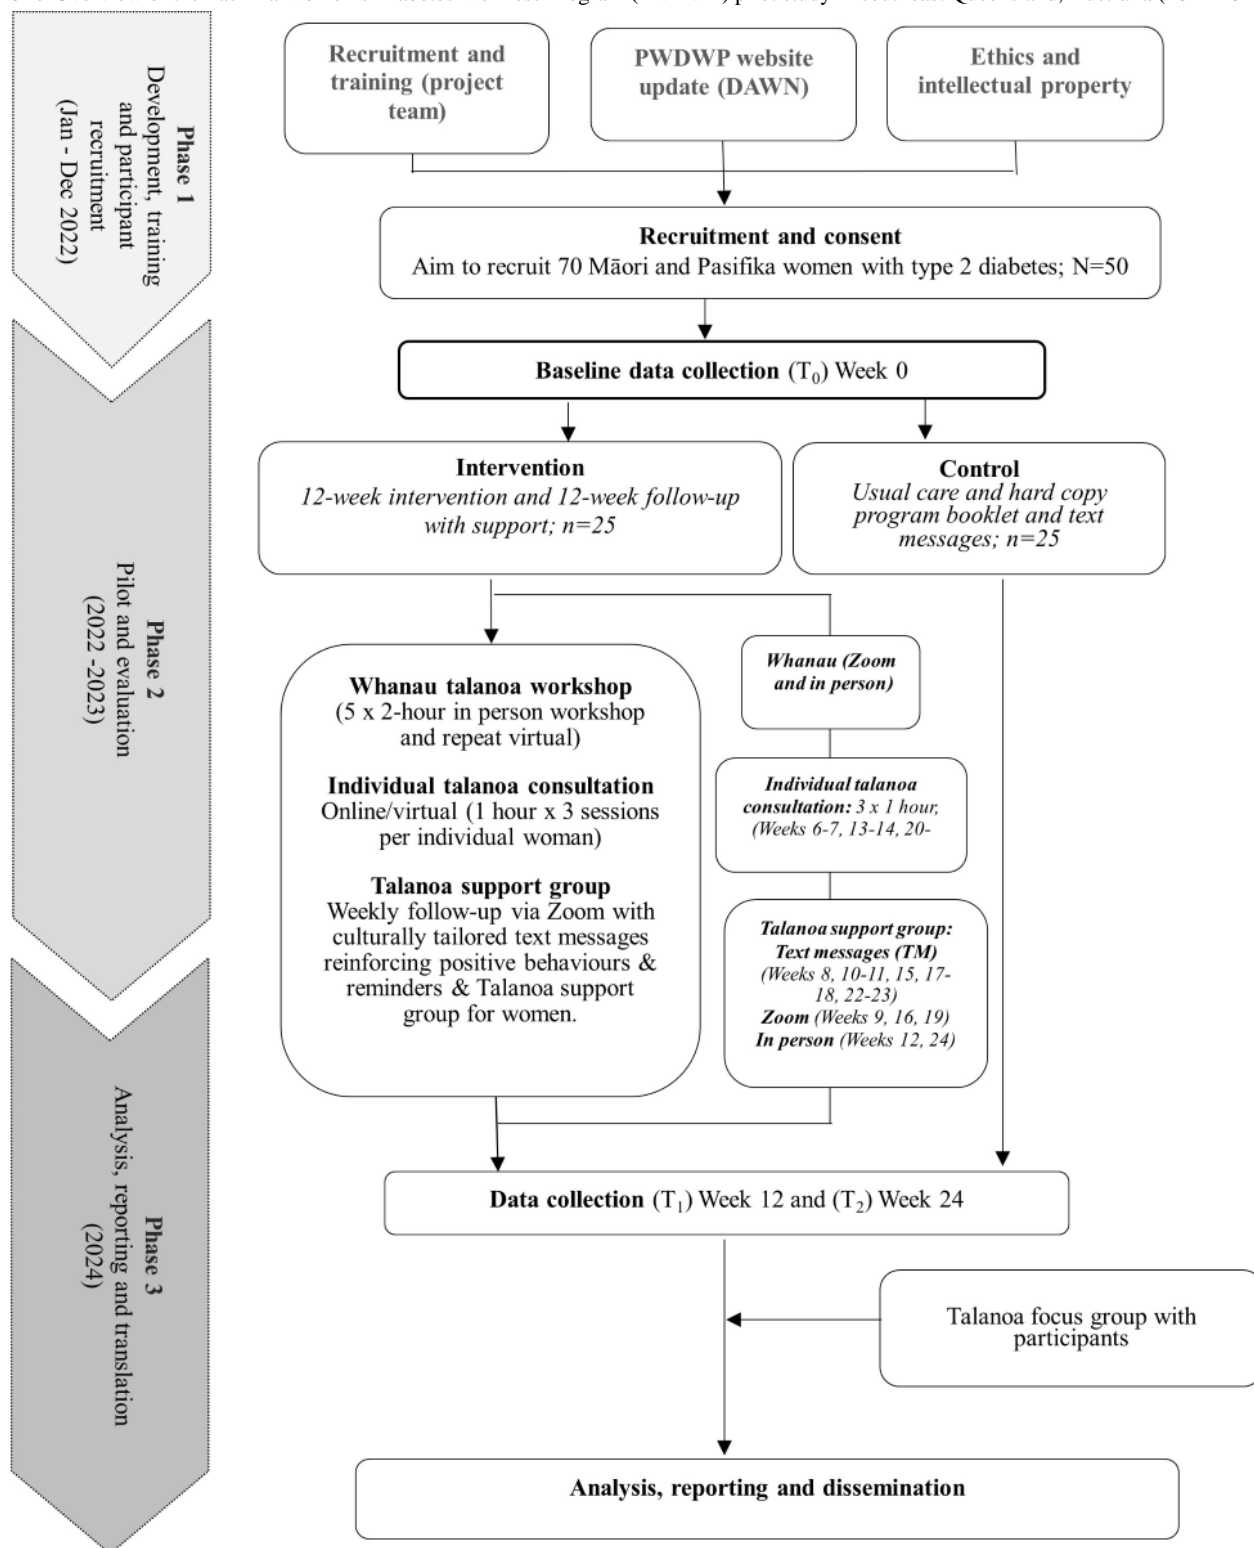 Phase 1
Development, training
and participant
recruitment
(Jan - Dec 2022)
Recruitment and
training (project
team)
PWDWP website
update (DAWN)
Ethics and
intellectual property
Recruitment and consent
Aim to recruit 70 Māori and Pasifika women with type 2 diabetes; N=50
Phase 2
Pilot and evaluation
(2022 -2023)
Baseline data collection (T0) Week 0
Intervention
12-week intervention and 12-week follow-up
with support; n=25
Control
Usual care and hard copy
program booklet and text
messages; n=25
Whanau talanoa workshop
(5 x 2-hour in person workshop
and repeat virtual)
Individual talanoa consultation
Online/virtual (1 hour x 3 sessions
per individual woman)
Talanoa support group
Weekly follow-up via Zoom with
culturally tailored text messages
reinforcing positive behaviours &
reminders & Talanoa support
group for women.
Whanau (Zoom
and in person)
Individual talanoa
consultation: 3 x 1 hour,
(Weeks 6-7, 13-14, 20-
Talanoa support group:
Text messages (TM)
(Weeks 8, 10-11, 15, 17-
18, 22-23)
Zoom (Weeks 9, 16, 19)
In person (Weeks 12, 24)
Phase 3
Analysis, reporting and translation
(2024)
Data collection (T1) Week 12 and (T2) Week 24
Talanoa focus group with
participants
Analysis, reporting and dissemination